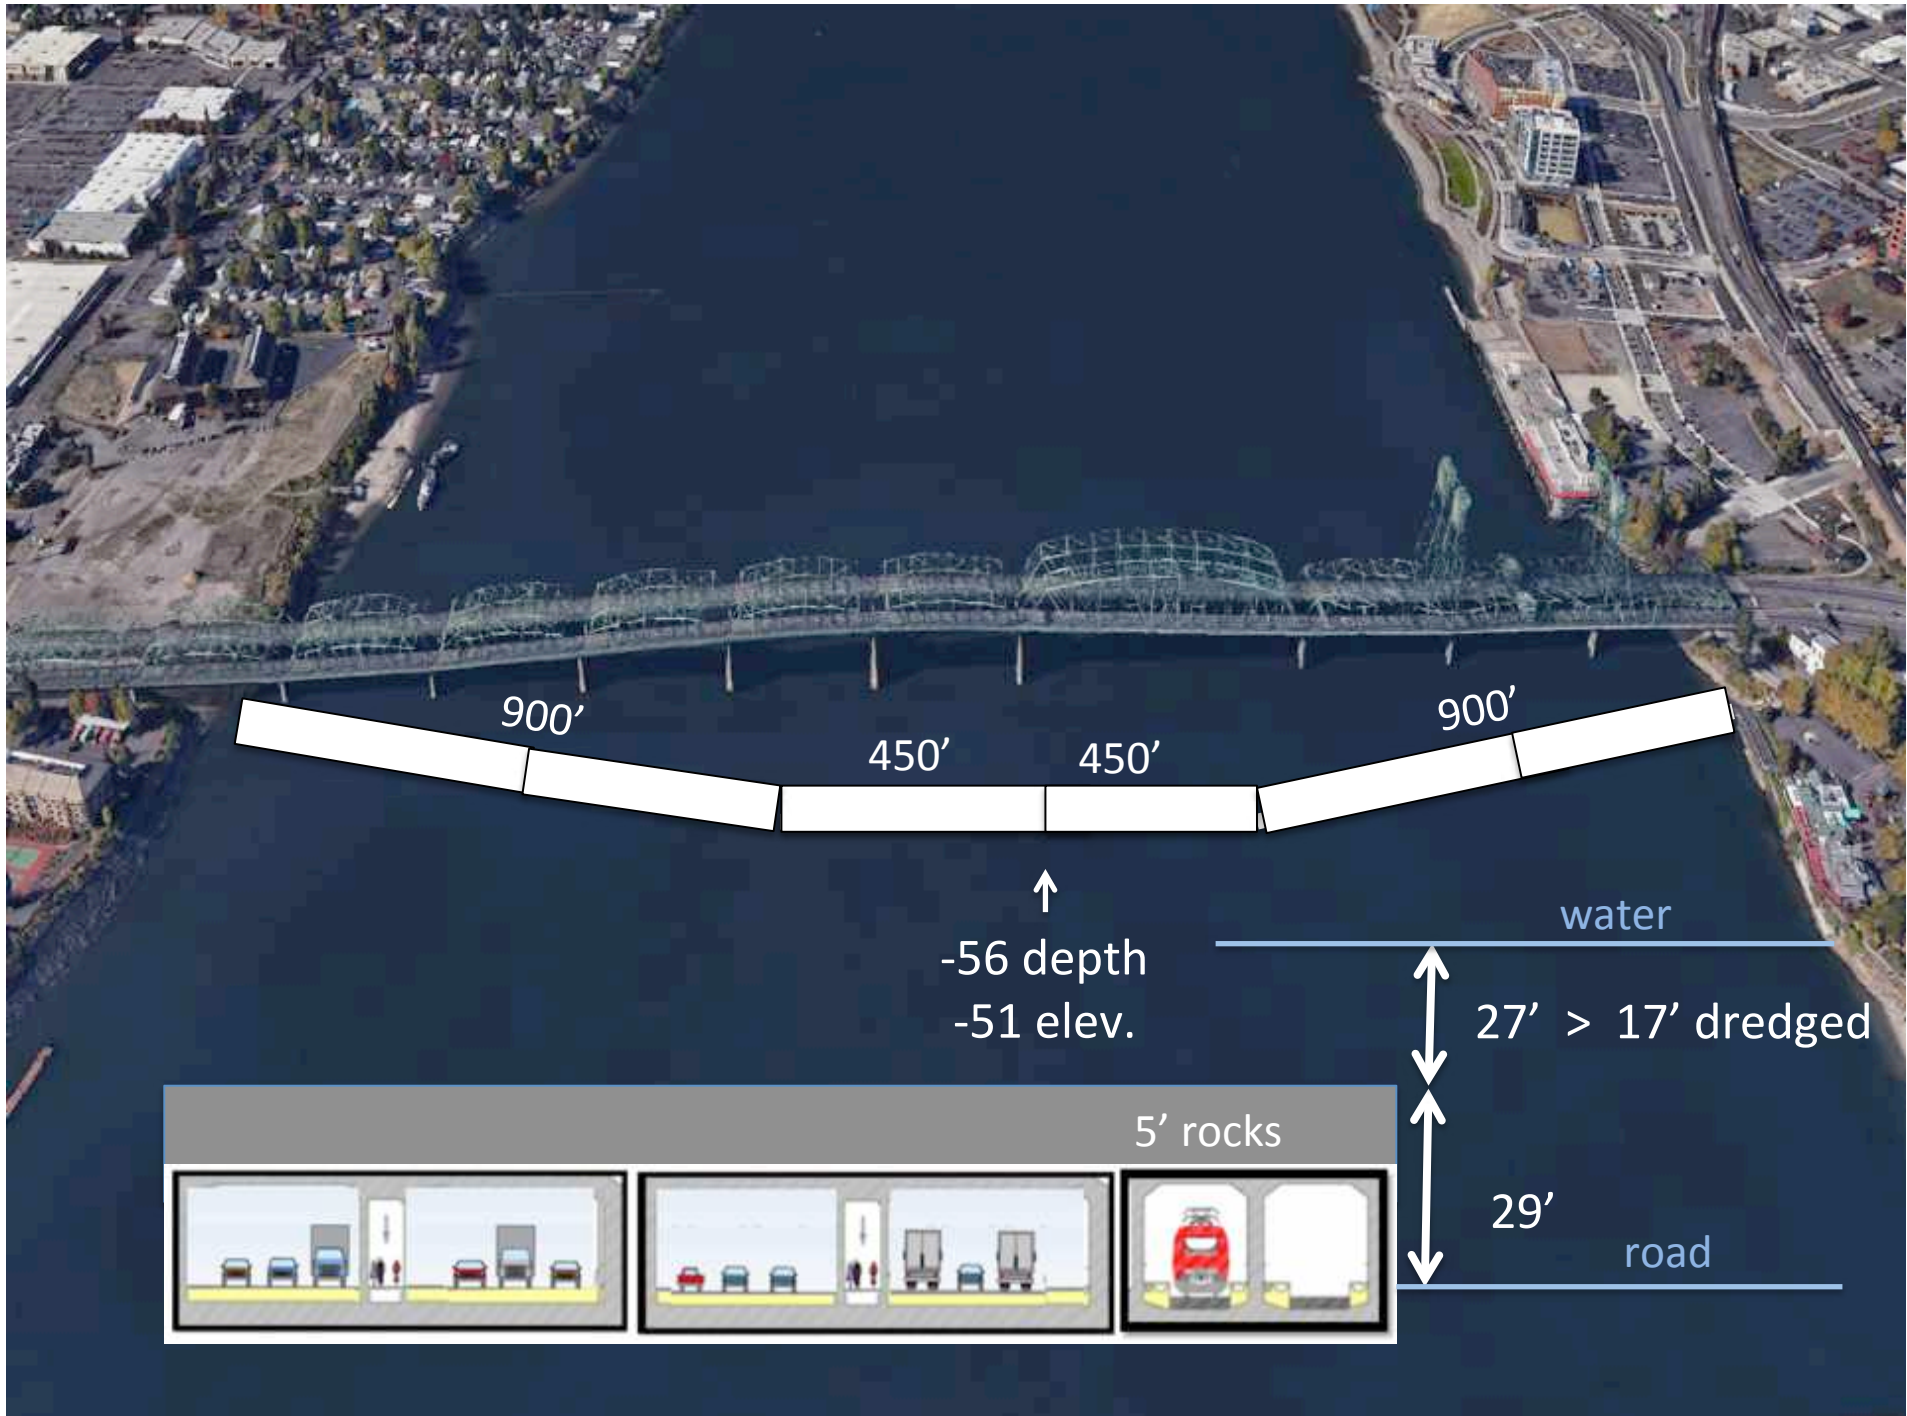 900’
900’
450’
450’
-56 depth
-51 elev.
water
27’ > 17’ dredged
5’ rocks
29’
road